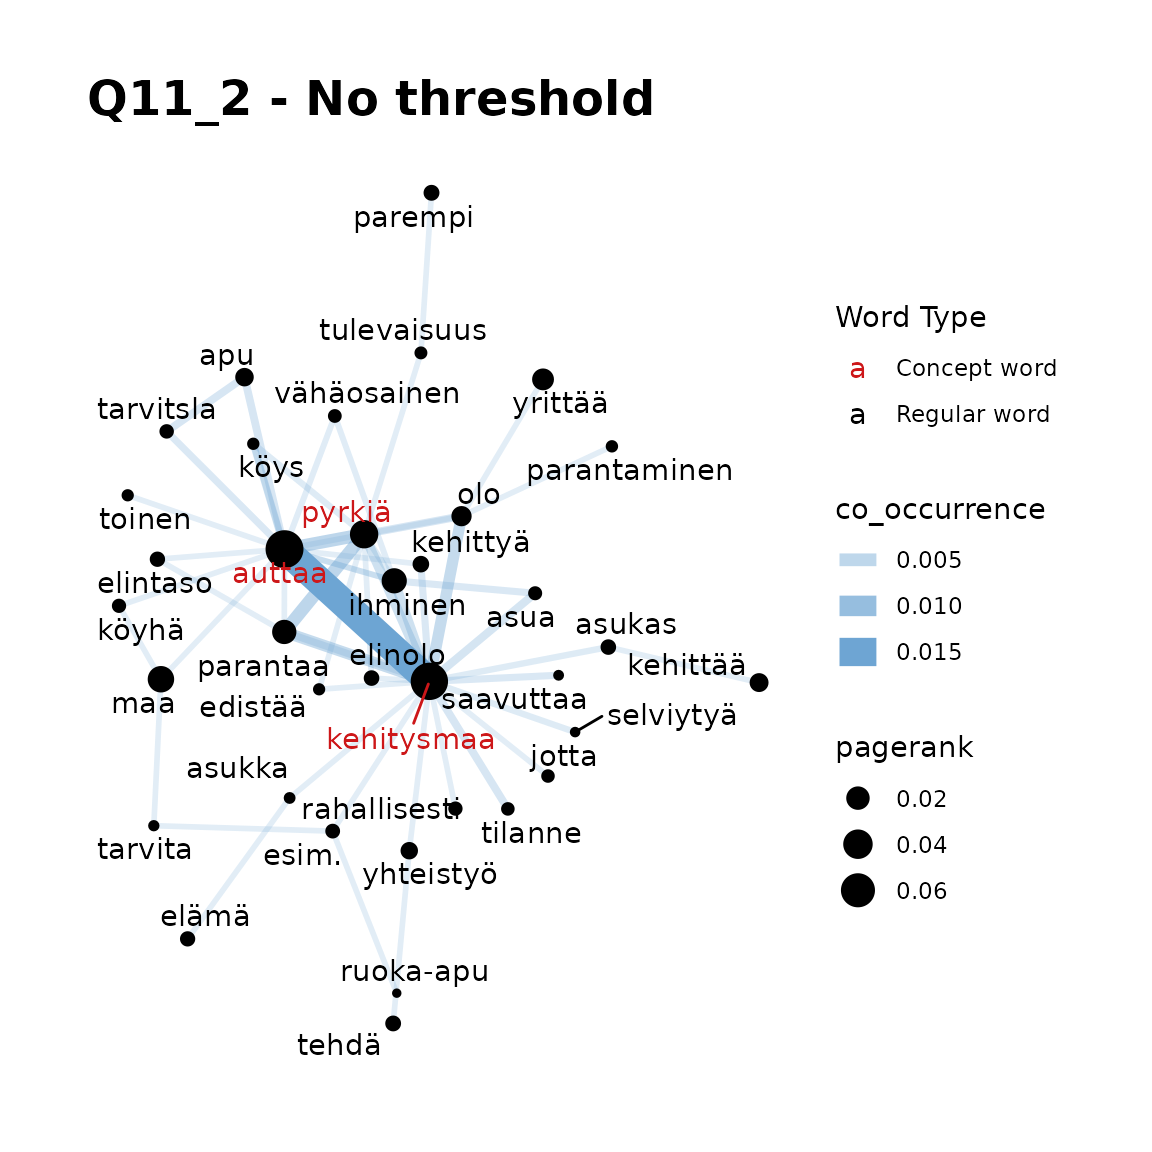 Q11_2 - No threshold
parempi
tulevaisuus
apu
vähäosainen
yrittää
tarvitsla
köys
parantaminen
olo
toinen
pyrkiä
kehittyä
auttaa
elintaso
ihminen
asua
köyhä
asukas
elinolo
parantaa
kehittää
maa
edistää
saavuttaa
selviytyä
kehitysmaa
jotta
asukka
rahallisesti
tilanne
tarvita
esim.
yhteistyö
elämä
ruoka-apu
tehdä
Word Type
a Concept word
a Regular word
co_occurrence
0.005
0.010
0.015
pagerank
0.02
0.04
0.06